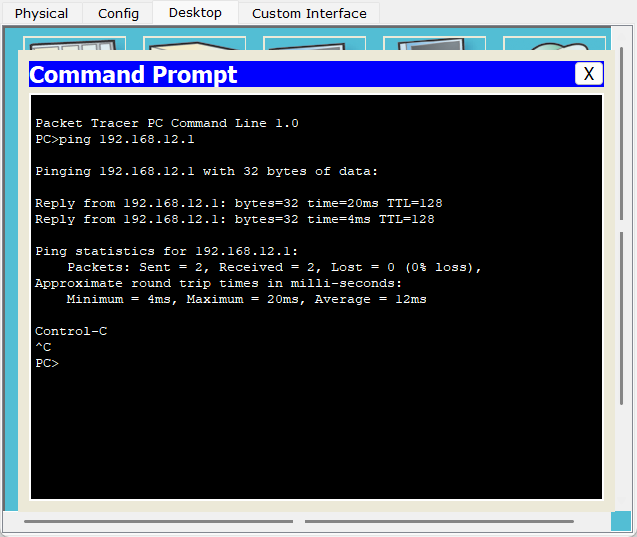 Physical Config Desktop Custom Interface
Command Prompt X
Packet Tracer PC Command Line 1.0
PC>ping 192.168.12.1
Pinging 192.168.12.1 with 32 bytes of data:
Reply from 192.168.12.1: bytes=32 time=20ms TTL=128
Reply from 192.168.12.1: bytes=32 time=4ms TTL=128
Ping statistics for 192.168.12.1:
Packets: Sent = 2, Received = 2, Lost = 0 (0% loss),
Approximate round trip times in milli-seconds:
Minimum = 4ms, Maximum = 20ms, Average = 12ms
Control-C
^C
PC>